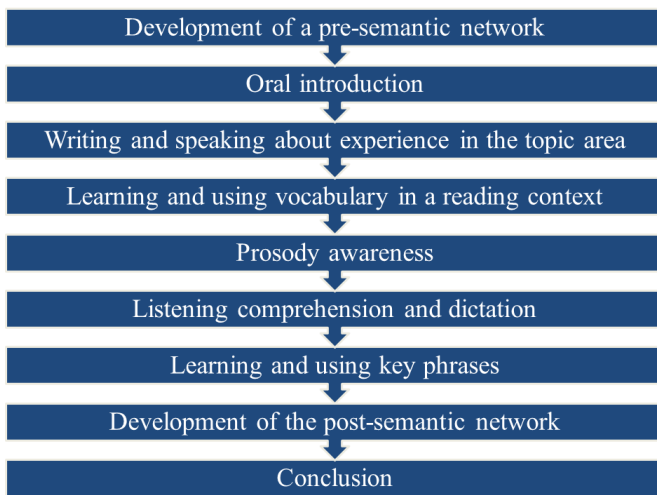 Development of a pre-semantic network
Oral introduction
Writing and speaking about experience in the topic area
Learning and using vocabulary in a reading context
Prosody awareness
Listening comprehension and dictation
Learning and using key phrases
Development of the post-semantic network
Conclusion